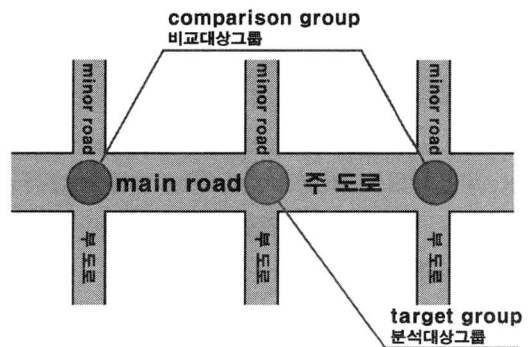 comparison group
비교대상그룹
minor road
minor road
minor road
main road
주 도로
부 도로
부 도로
부 도로
target group
분석대상그룹